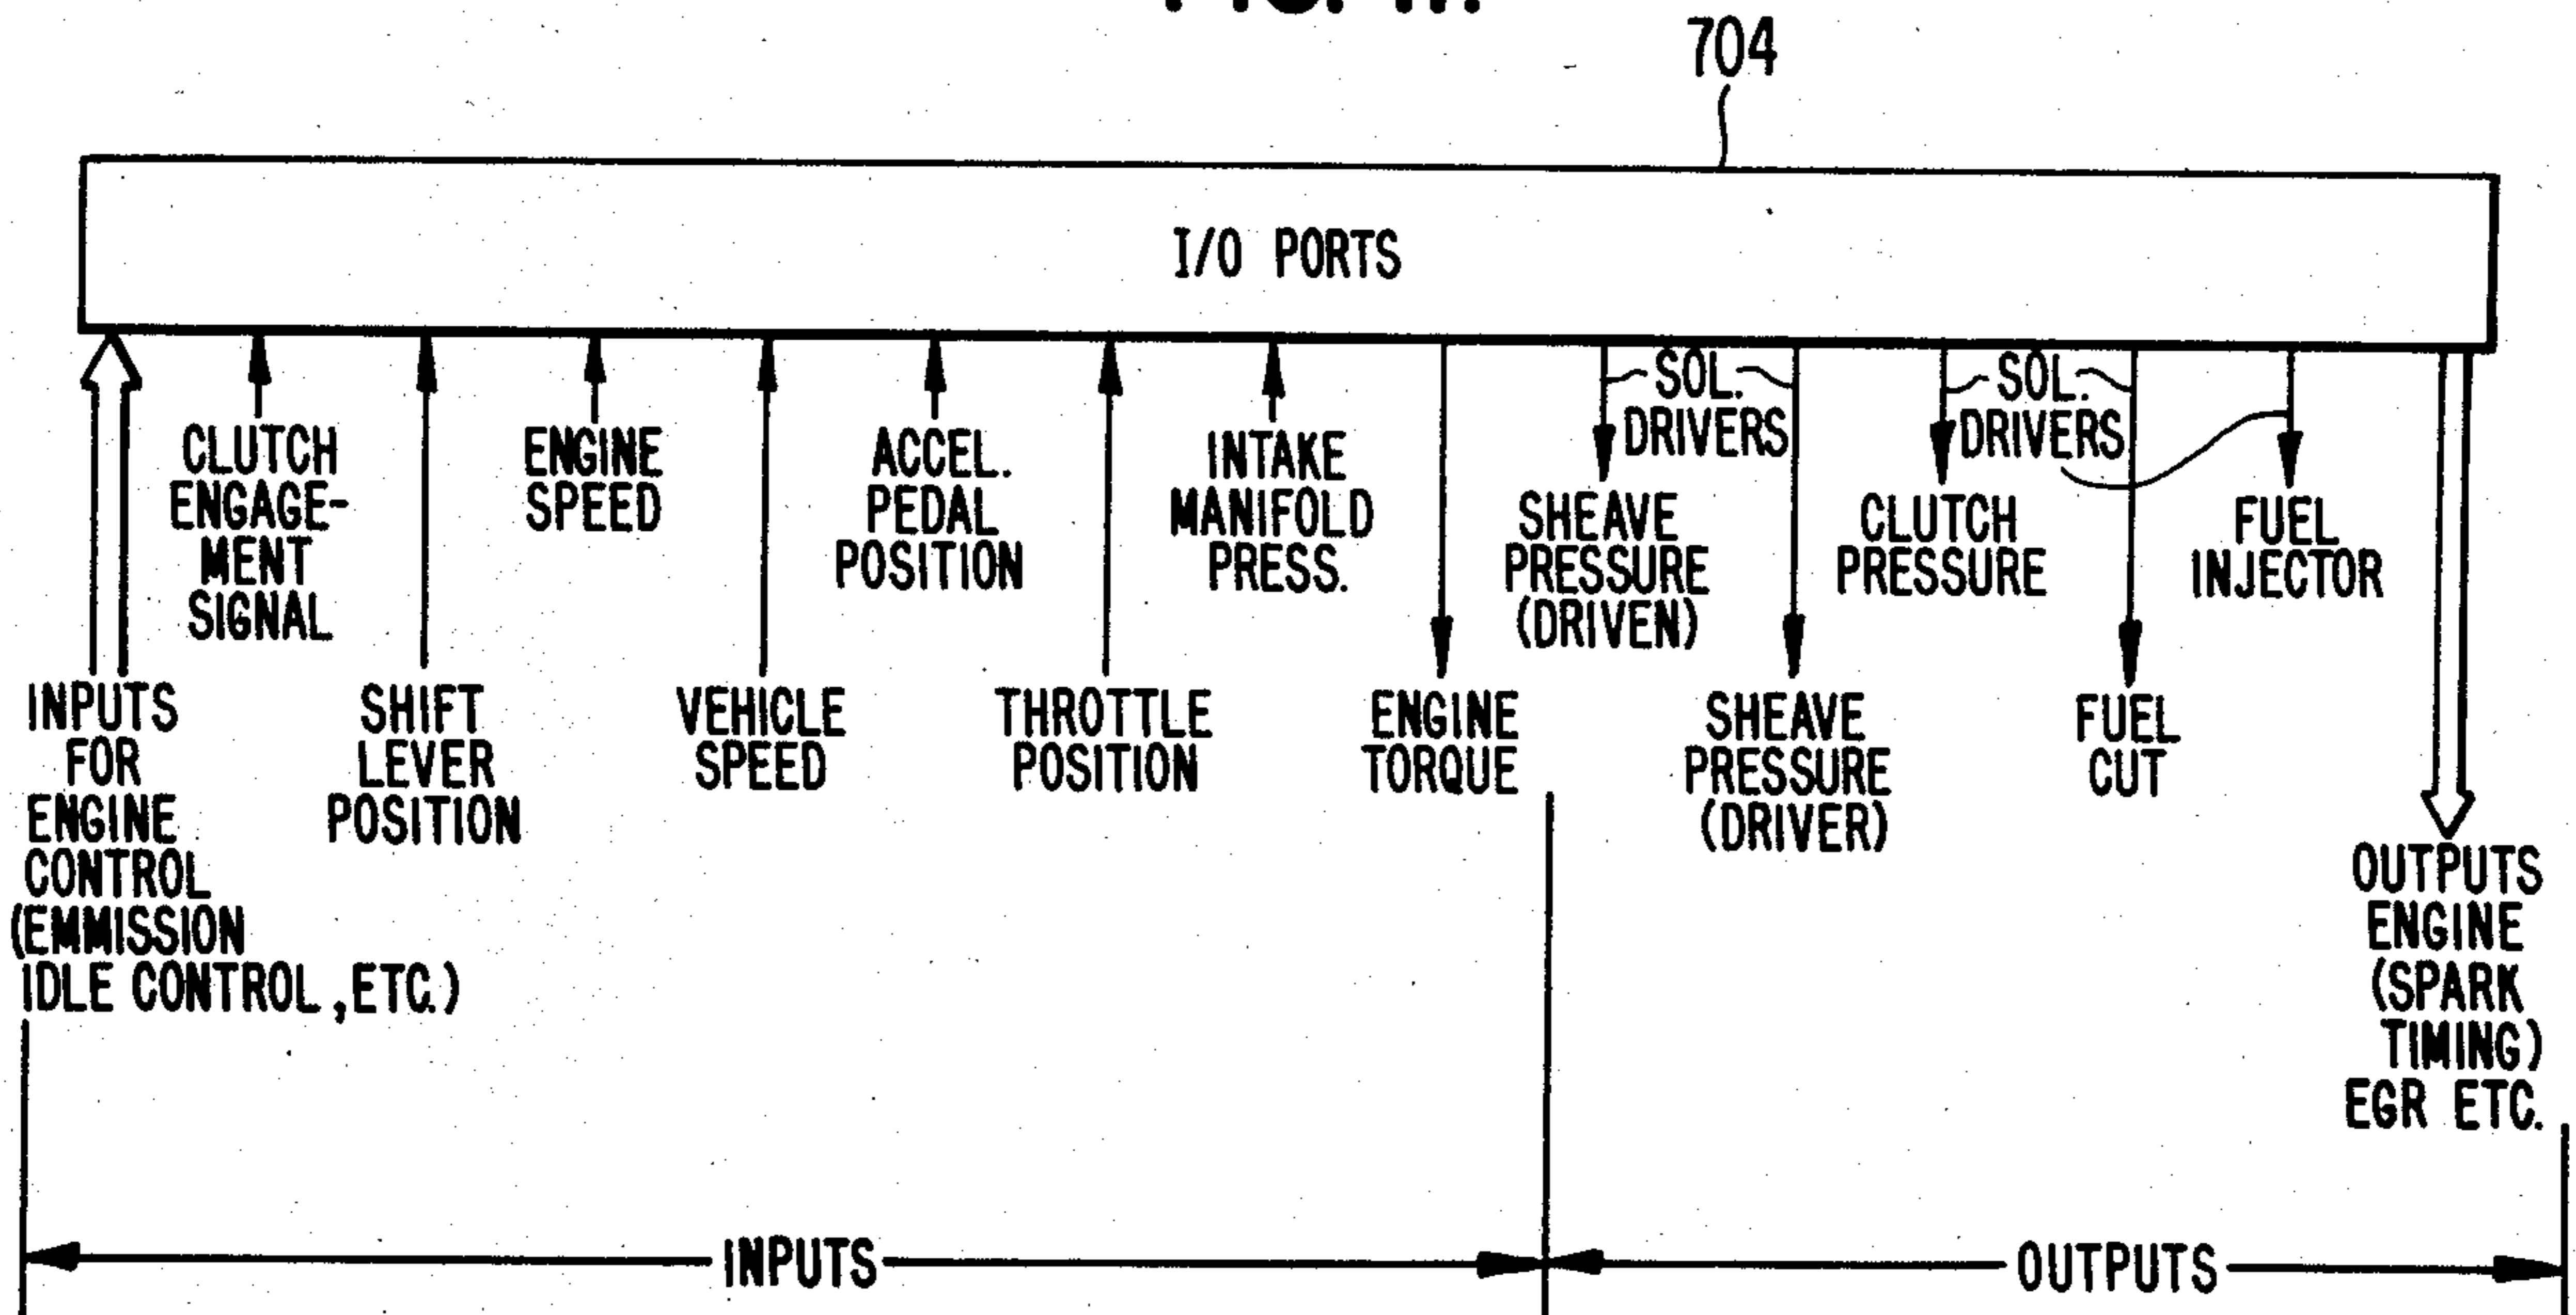 704
I/O PORTS
SOL.
DRIVERS
SOL.
DRIVERS
CLUTCH
ENGAGE-
MENT
SIGNAL
ENGINE
SPEED
ACCEL.
PEDAL
POSITION
INTAKE
MANIFOLD
PRESS.
SHEAVE
PRESSURE
(DRIVEN)
CLUTCH
PRESSURE
FUEL
INJECTOR
INPUTS
FOR
ENGINE
CONTROL
(EMMISSION
IDLE CONTROL ,ETC.)
SHIFT
LEVER
POSITION
VEHICLE
SPEED
THROTTLE
POSITION
ENGINE
TORQUE
SHEAVE
PRESSURE
(DRIVER)
FUEL
CUT
OUTPUTS
ENGINE
(SPARK
TIMING)
EGR ETC.
INPUTS
OUTPUTS